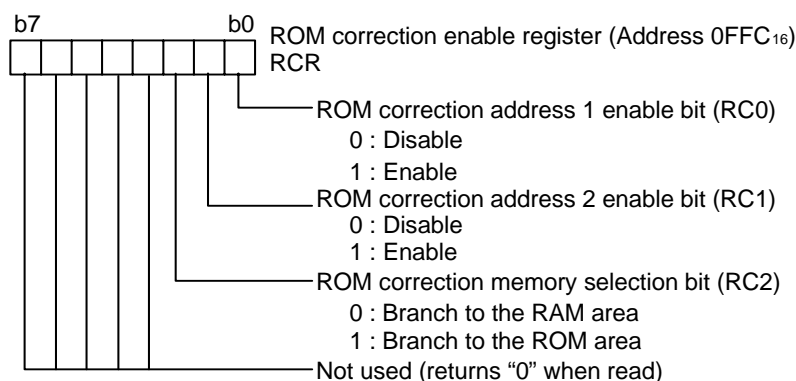 b7 b0
ROM correction enable register (Address 0FFC₁₆)
RCR
ROM correction address 1 enable bit (RC0)
0 : Disable
1 : Enable
ROM correction address 2 enable bit (RC1)
0 : Disable
1 : Enable
ROM correction memory selection bit (RC2)
0 : Branch to the RAM area
1 : Branch to the ROM area
Not used (returns “0” when read)